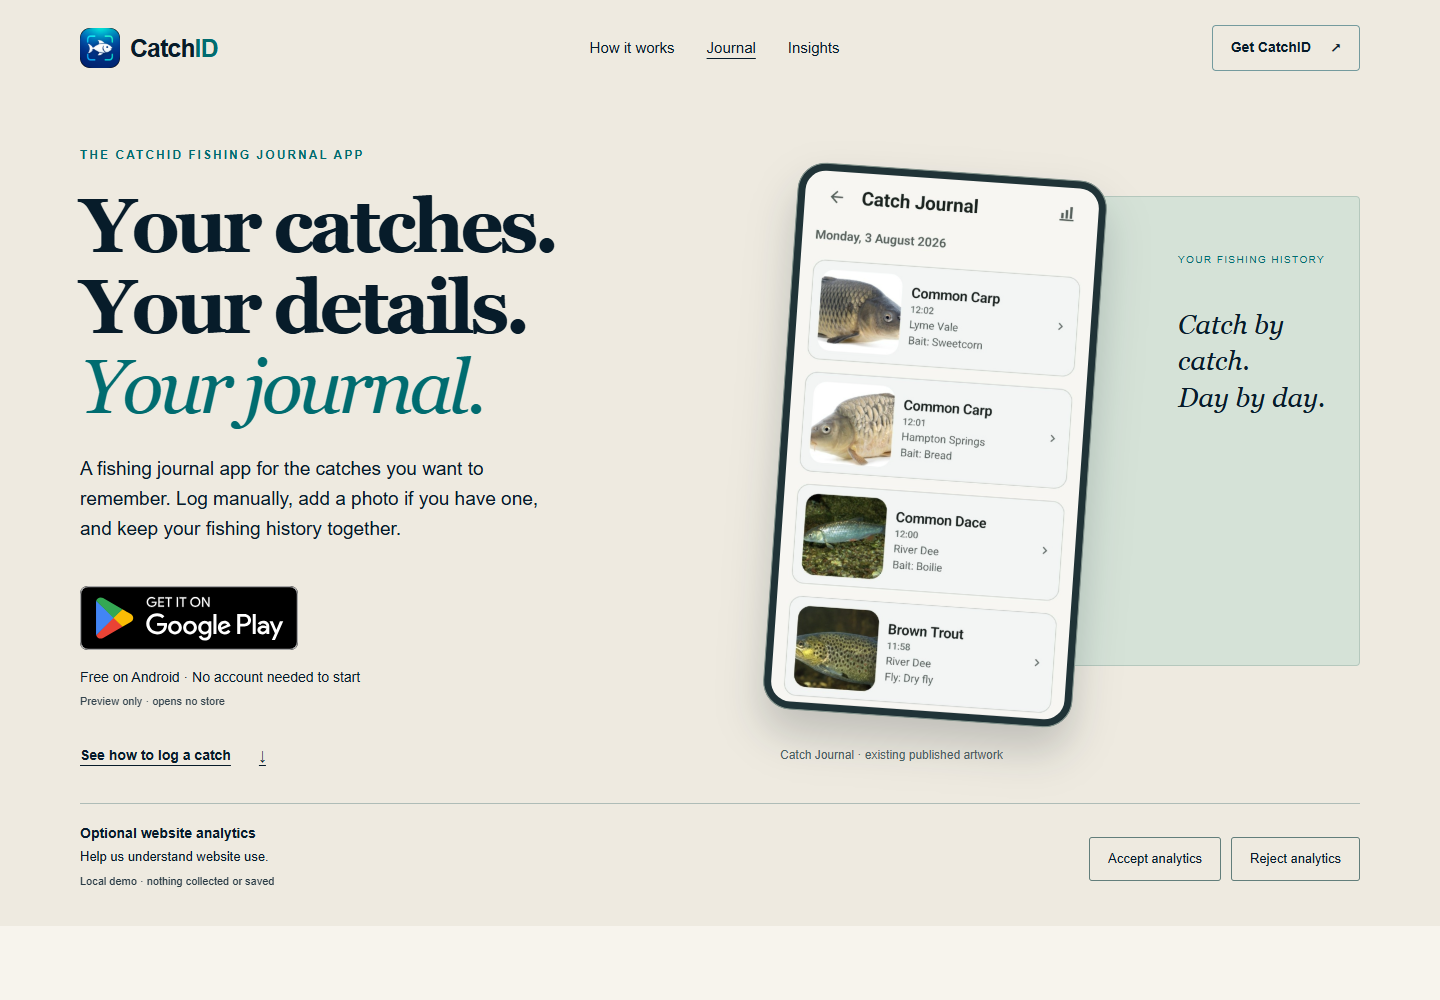 CatchID
How it works
Journal
Insights
Get CatchID ↗
THE CATCHID FISHING JOURNAL APP
Your catches.
Your details.
Your journal.
A fishing journal app for the catches you want to
remember. Log manually, add a photo if you have one,
and keep your fishing history together.
GET IT ON
Google Play
Free on Android · No account needed to start
Preview only · opens no store
See how to log a catch ↓
Catch Journal
Monday, 3 August 2026
Common Carp
12:02
Lyme Vale
Bait: Sweetcorn
Common Carp
12:01
Hampton Springs
Bait: Bread
Common Dace
12:00
River Dee
Bait: Boilie
Brown Trout
11:58
River Dee
Fly: Dry fly
YOUR FISHING HISTORY
Catch by
catch.
Day by day.
Catch Journal · existing published artwork
Optional website analytics
Help us understand website use.
Local demo · nothing collected or saved
Accept analytics
Reject analytics